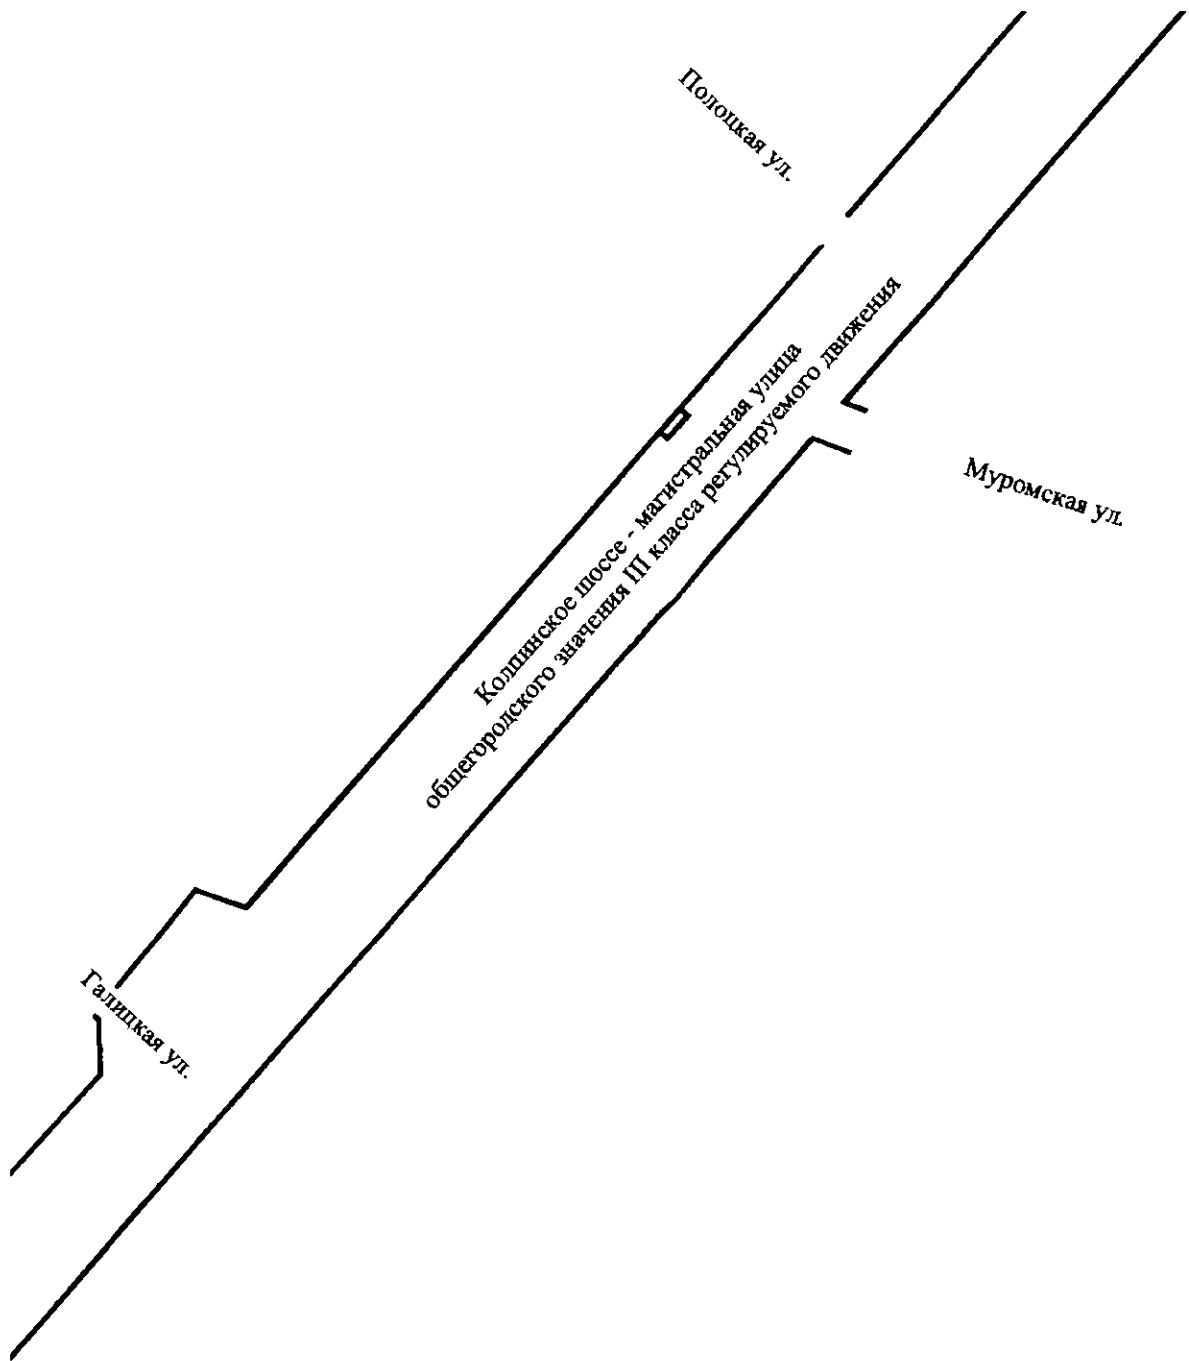 Полоцкая ул.
Колпинское шоссе - магистральная улица
общегородского значения III класса регулируемого движения
Муромская ул.
Галицкая ул.